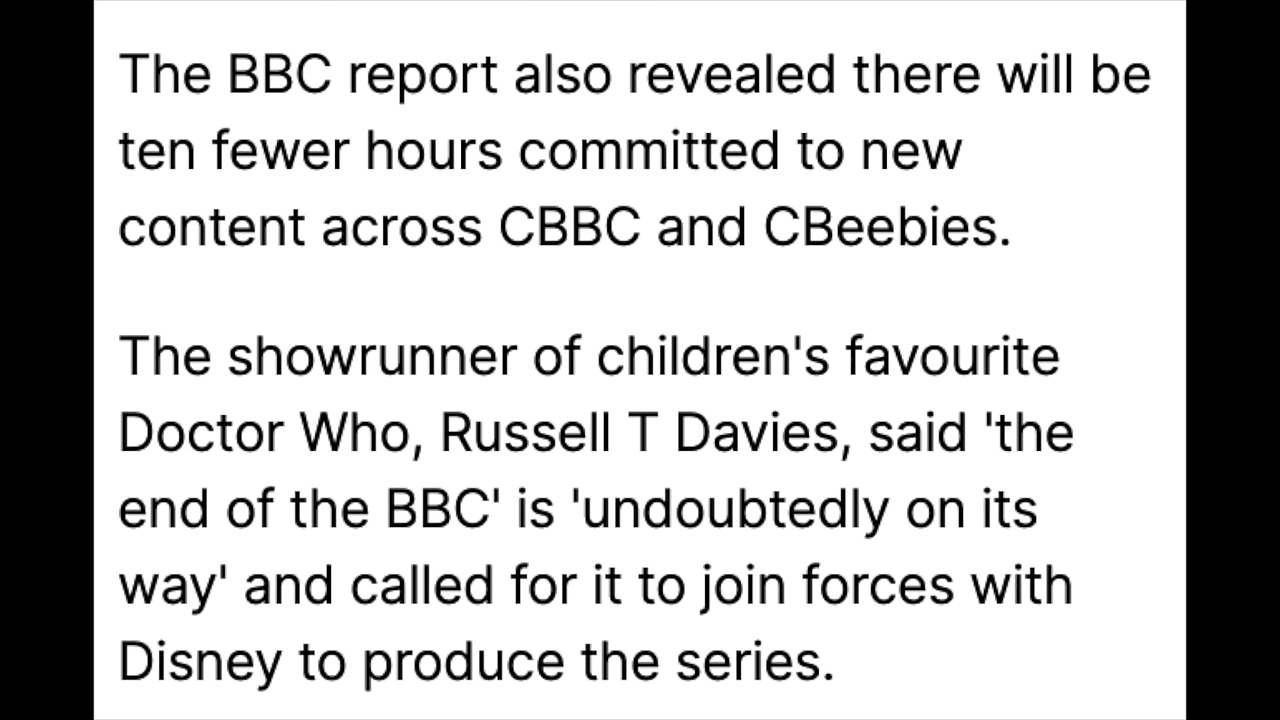 The BBC report also revealed there will be
ten fewer hours committed to new
content across CBBC and CBeebies.
The showrunner of children's favourite
Doctor Who, Russell T Davies, said 'the
end of the BBC' is 'undoubtedly on its
way' and called for it to join forces with
Disney to produce the series.